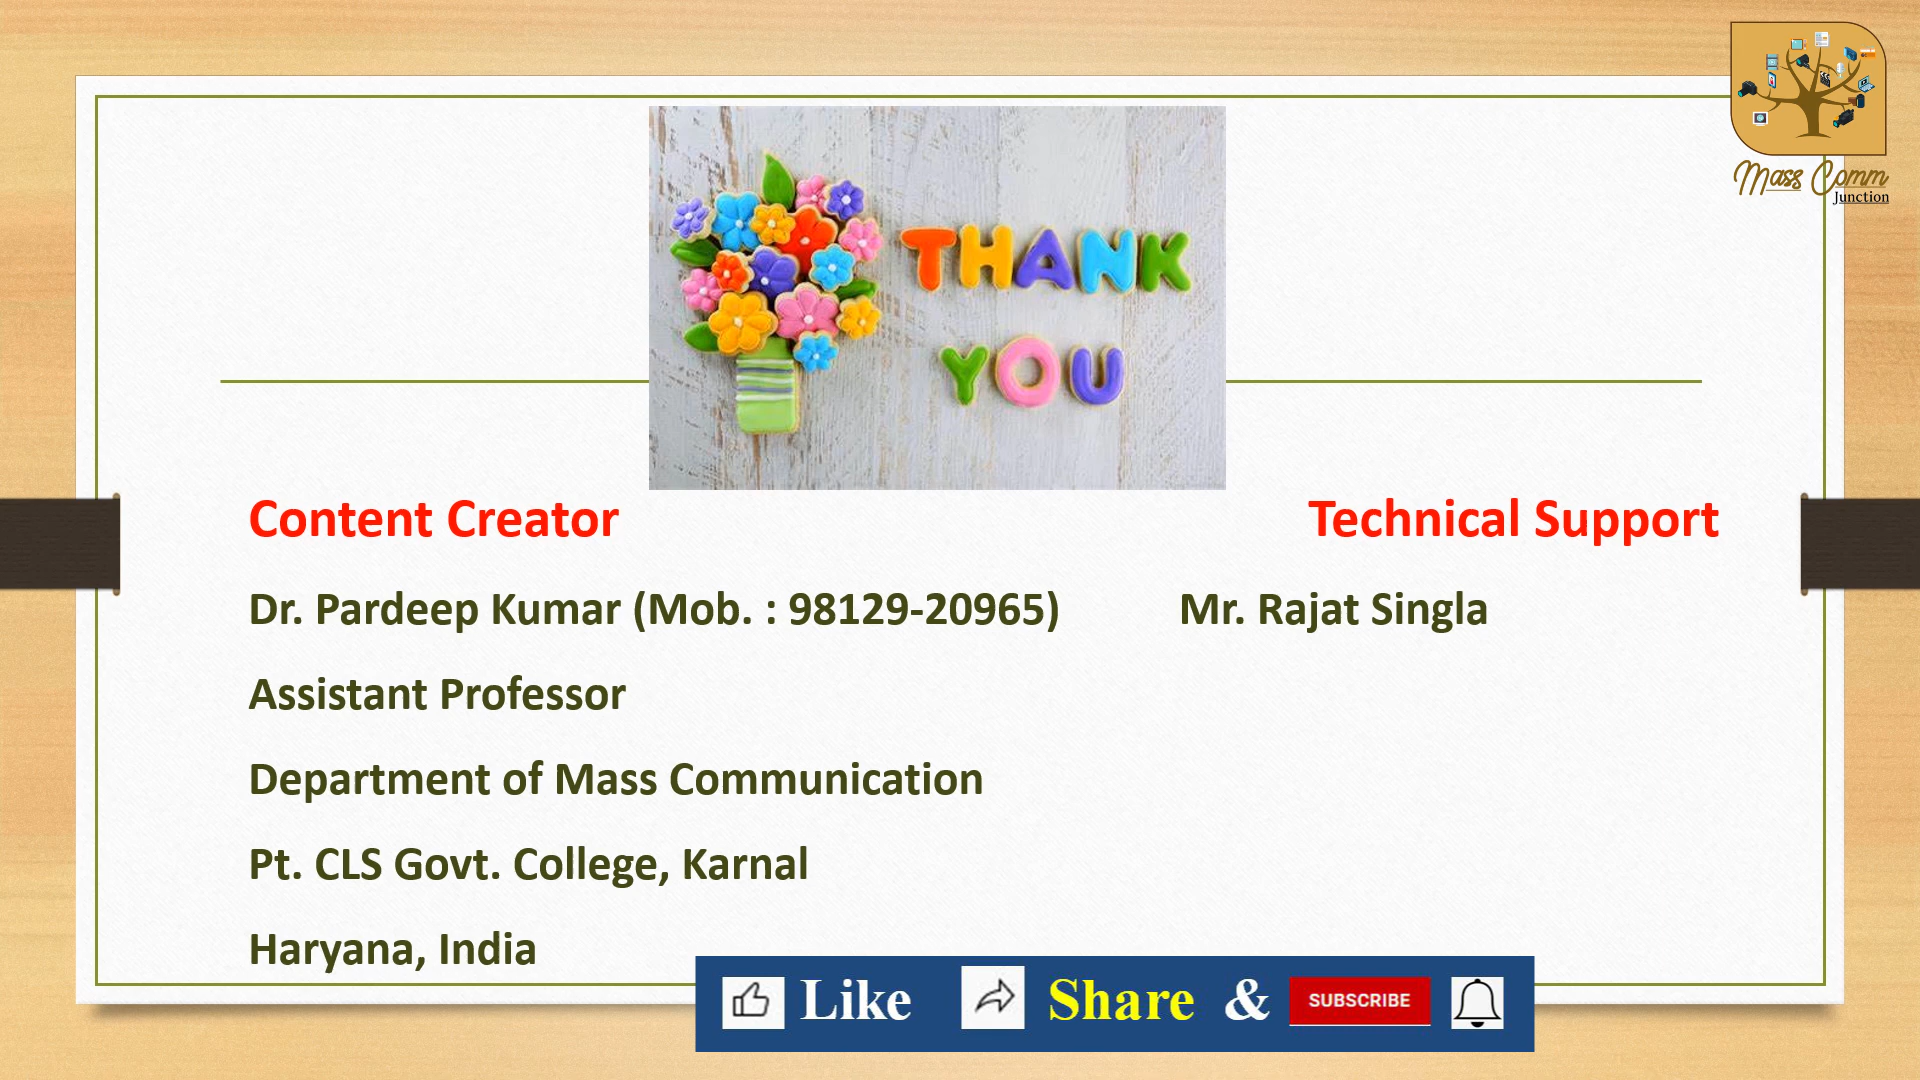 Mass Comm
Junction
THANK
YOU
Content Creator Technical Support
Dr. Pardeep Kumar (Mob. : 98129-20965) Mr. Rajat Singla
Assistant Professor
Department of Mass Communication
Pt. CLS Govt. College, Karnal
Haryana, India
Like Share & SUBSCRIBE